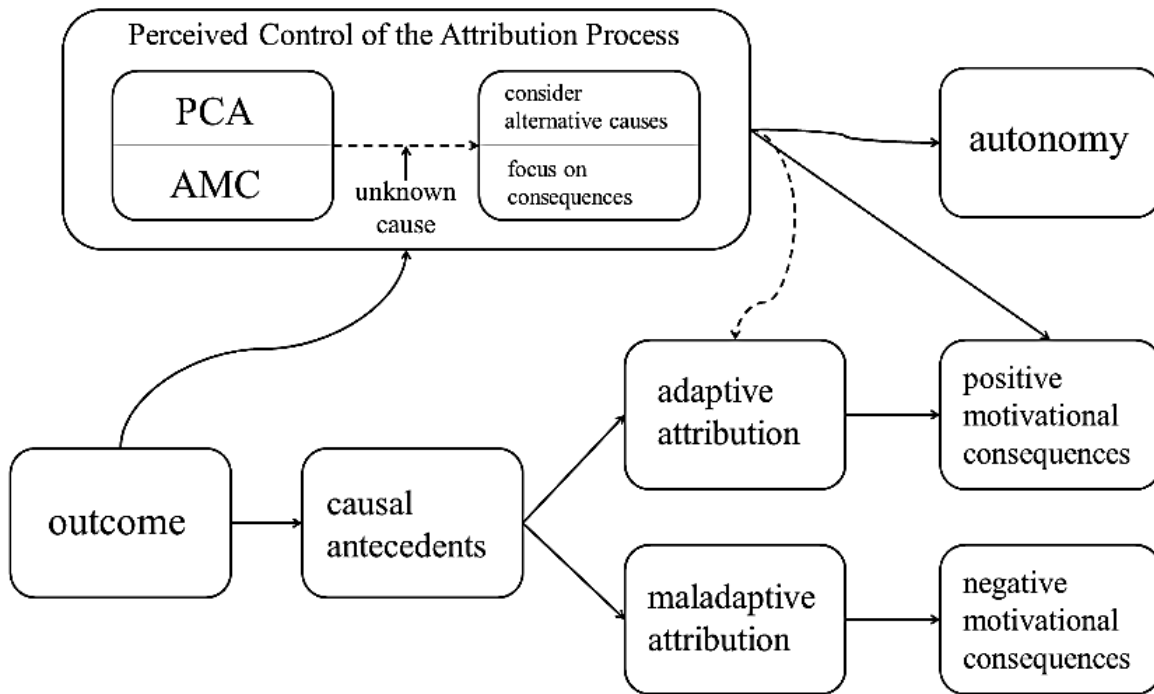 Perceived Control of the Attribution Process
PCA
AMC
unknown
cause
consider
alternative causes
focus on
consequences
autonomy
outcome
causal
antecedents
adaptive
attribution
positive
motivational
consequences
maladaptive
attribution
negative
motivational
consequences